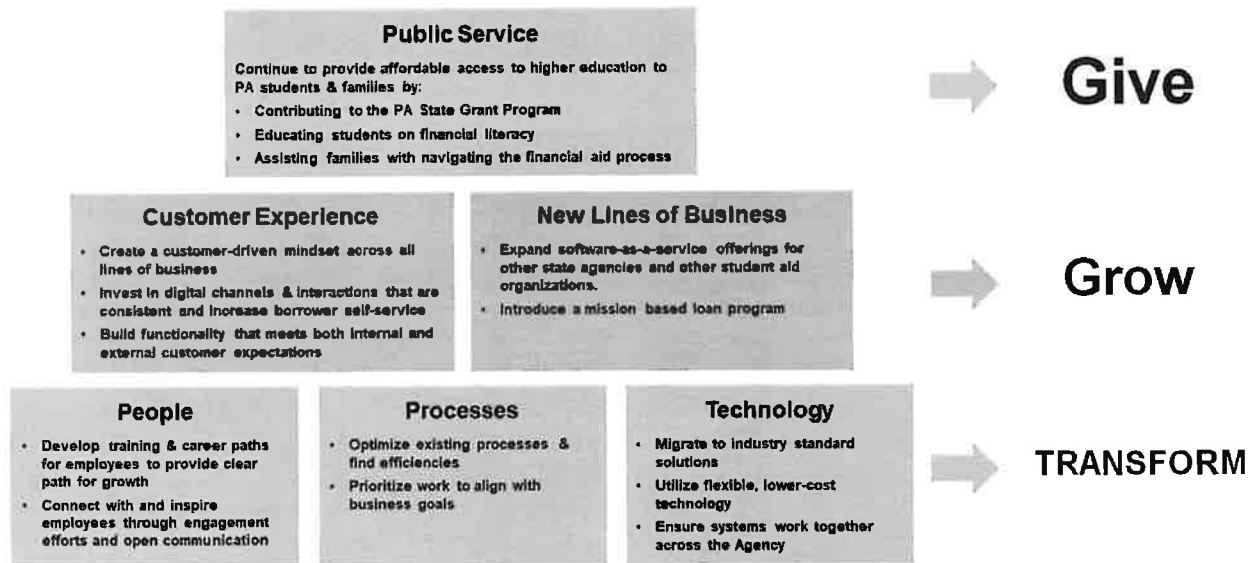 Public Service
Continue to provide affordable access to higher education to
PA students & families by:
• Contributing to the PA State Grant Program
• Educating students on financial literacy
• Assisting families with navigating the financial aid process
Give
Customer Experience
• Create a customer-driven mindset across all
lines of business
• Invest in digital channels & interactions that are
consistent and increase borrower self-service
• Build functionality that meets both internal and
external customer expectations
New Lines of Business
• Expand software-as-a-service offerings for
other state agencies and other student aid
organizations.
• Introduce a mission based loan program
Grow
People
• Develop training & career paths
for employees to provide clear
path for growth
• Connect with and inspire
employees through engagement
efforts and open communication
Processes
• Optimize existing processes &
find efficiencies
• Prioritize work to align with
business goals
Technology
• Migrate to industry standard
solutions
• Utilize flexible, lower-cost
technology
• Ensure systems work together
across the Agency
TRANSFORM